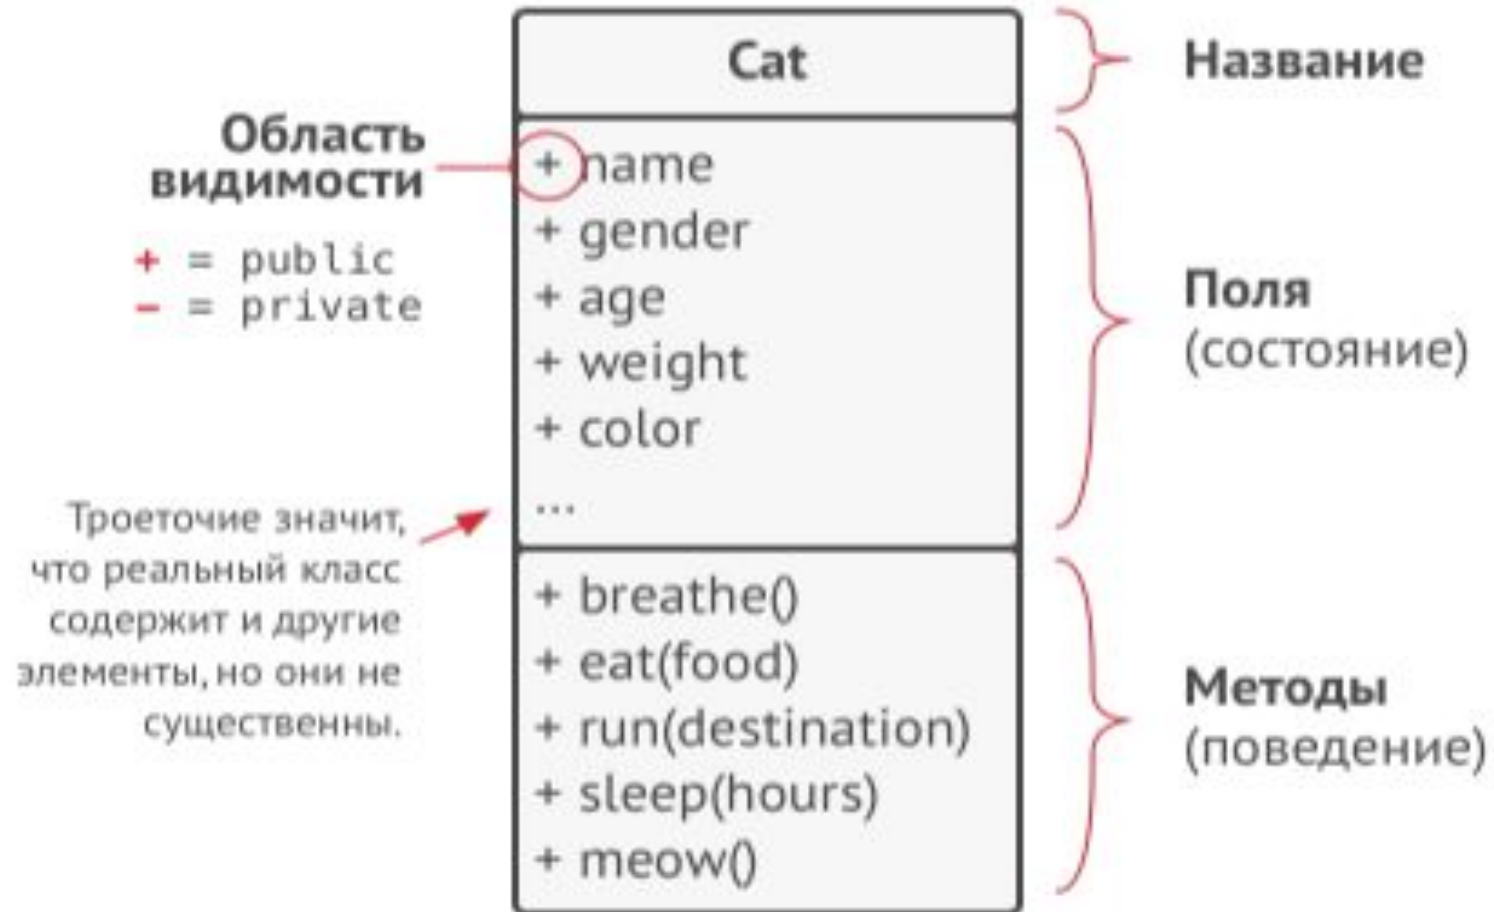 Cat
Название
Область
видимости
+ = public
– = private
+ name
+ gender
+ age
+ weight
+ color
...
Поля
(состояние)
Троеточие значит,
что реальный класс
содержит и другие
элементы, но они не
существенны.
+ breathe()
+ eat(food)
+ run(destination)
+ sleep(hours)
+ meow()
Методы
(поведение)